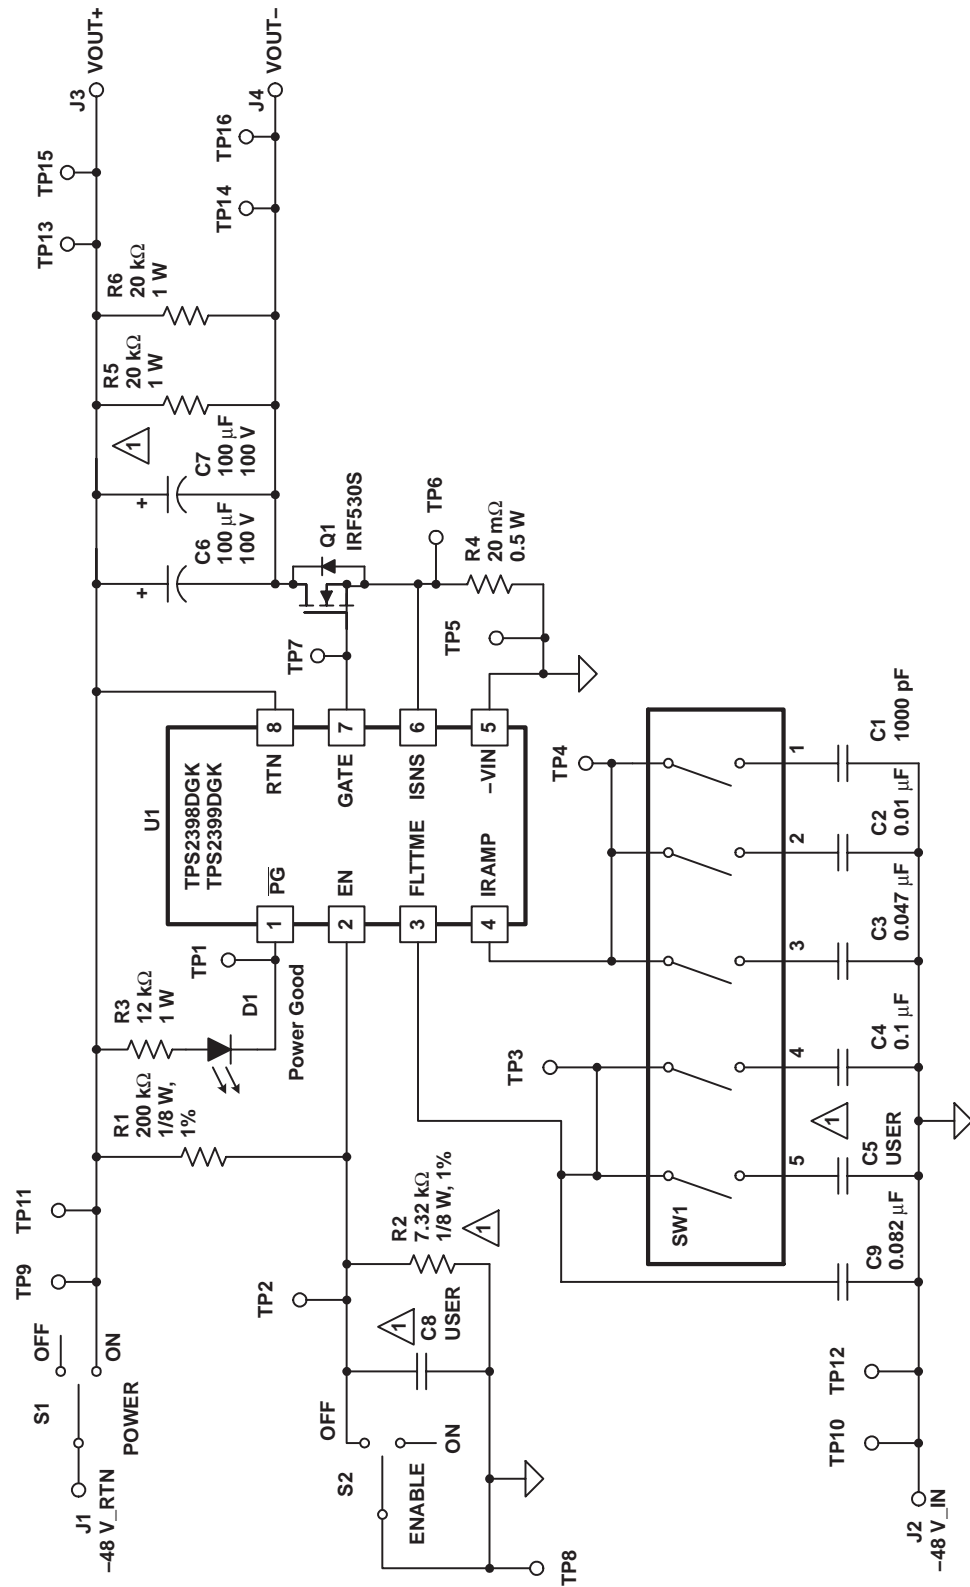 J1
−48 V_RTN
S1
OFF
ON
POWER
TP9
TP11
R1
200 kΩ
1/8 W,
1%
R3
12 kΩ
1 W
D1
Power Good
TP1
U1
TPS2398DGK
TPS2399DGK
1
PG
2
EN
3
FLTTME
4
IRAMP
8
RTN
7
GATE
6
ISNS
5
−VIN
TP7
Q1
IRF530S
TP6
TP5
R4
20 mΩ
0.5 W
+
C6
100 µF
100 V
+
C7
100 µF
100 V
1
R5
20 kΩ
1 W
R6
20 kΩ
1 W
TP13
TP15
J3
VOUT+
TP14
TP16
J4
VOUT−
S2
OFF
ON
ENABLE
TP8
TP2
1
C8
USER
R2
7.32 kΩ
1/8 W, 1%
1
TP3
TP4
SW1
5
4
3
2
1
J2
−48 V_IN
TP10
TP12
C9
0.082 µF
1
C5
USER
C4
0.1 µF
C3
0.047 µF
C2
0.01 µF
C1
1000 pF